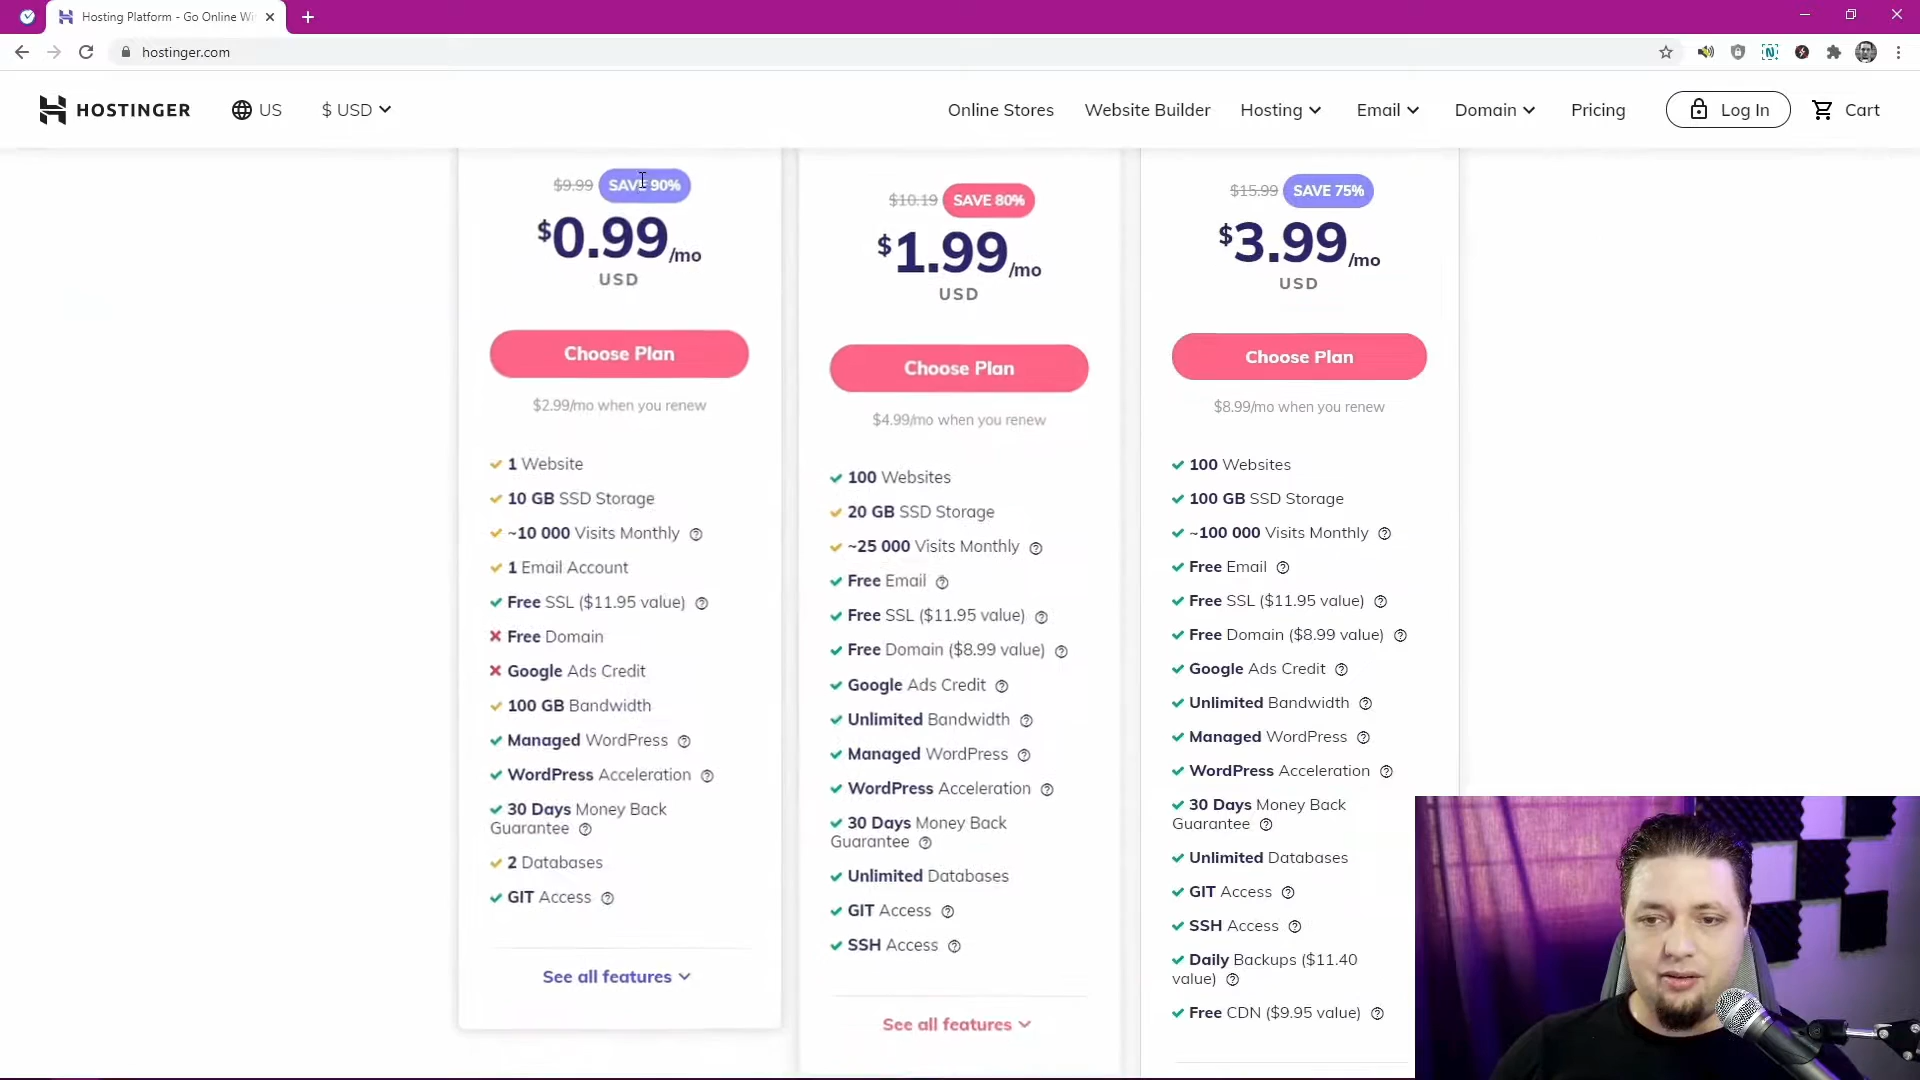 Hosting Platform - Go Online Wi
hostinger.com
HOSTINGER
US
$ USD
Online Stores
Website Builder
Hosting
Email
Domain
Pricing
Log In
Cart
$9.99 SAVE 90%
$0.99/mo
USD
Choose Plan
$2.99/mo when you renew
1 Website
10 GB SSD Storage
~10 000 Visits Monthly
1 Email Account
Free SSL ($11.95 value)
Free Domain
Google Ads Credit
100 GB Bandwidth
Managed WordPress
WordPress Acceleration
30 Days Money Back
Guarantee
2 Databases
GIT Access
See all features
$10.19 SAVE 80%
$1.99/mo
USD
Choose Plan
$4.99/mo when you renew
100 Websites
20 GB SSD Storage
~25 000 Visits Monthly
Free Email
Free SSL ($11.95 value)
Free Domain ($8.99 value)
Google Ads Credit
Unlimited Bandwidth
Managed WordPress
WordPress Acceleration
30 Days Money Back
Guarantee
Unlimited Databases
GIT Access
SSH Access
See all features
$15.99 SAVE 75%
$3.99/mo
USD
Choose Plan
$8.99/mo when you renew
100 Websites
100 GB SSD Storage
~100 000 Visits Monthly
Free Email
Free SSL ($11.95 value)
Free Domain ($8.99 value)
Google Ads Credit
Unlimited Bandwidth
Managed WordPress
WordPress Acceleration
30 Days Money Back
Guarantee
Unlimited Databases
GIT Access
SSH Access
Daily Backups ($11.40
value)
Free CDN ($9.95 value)